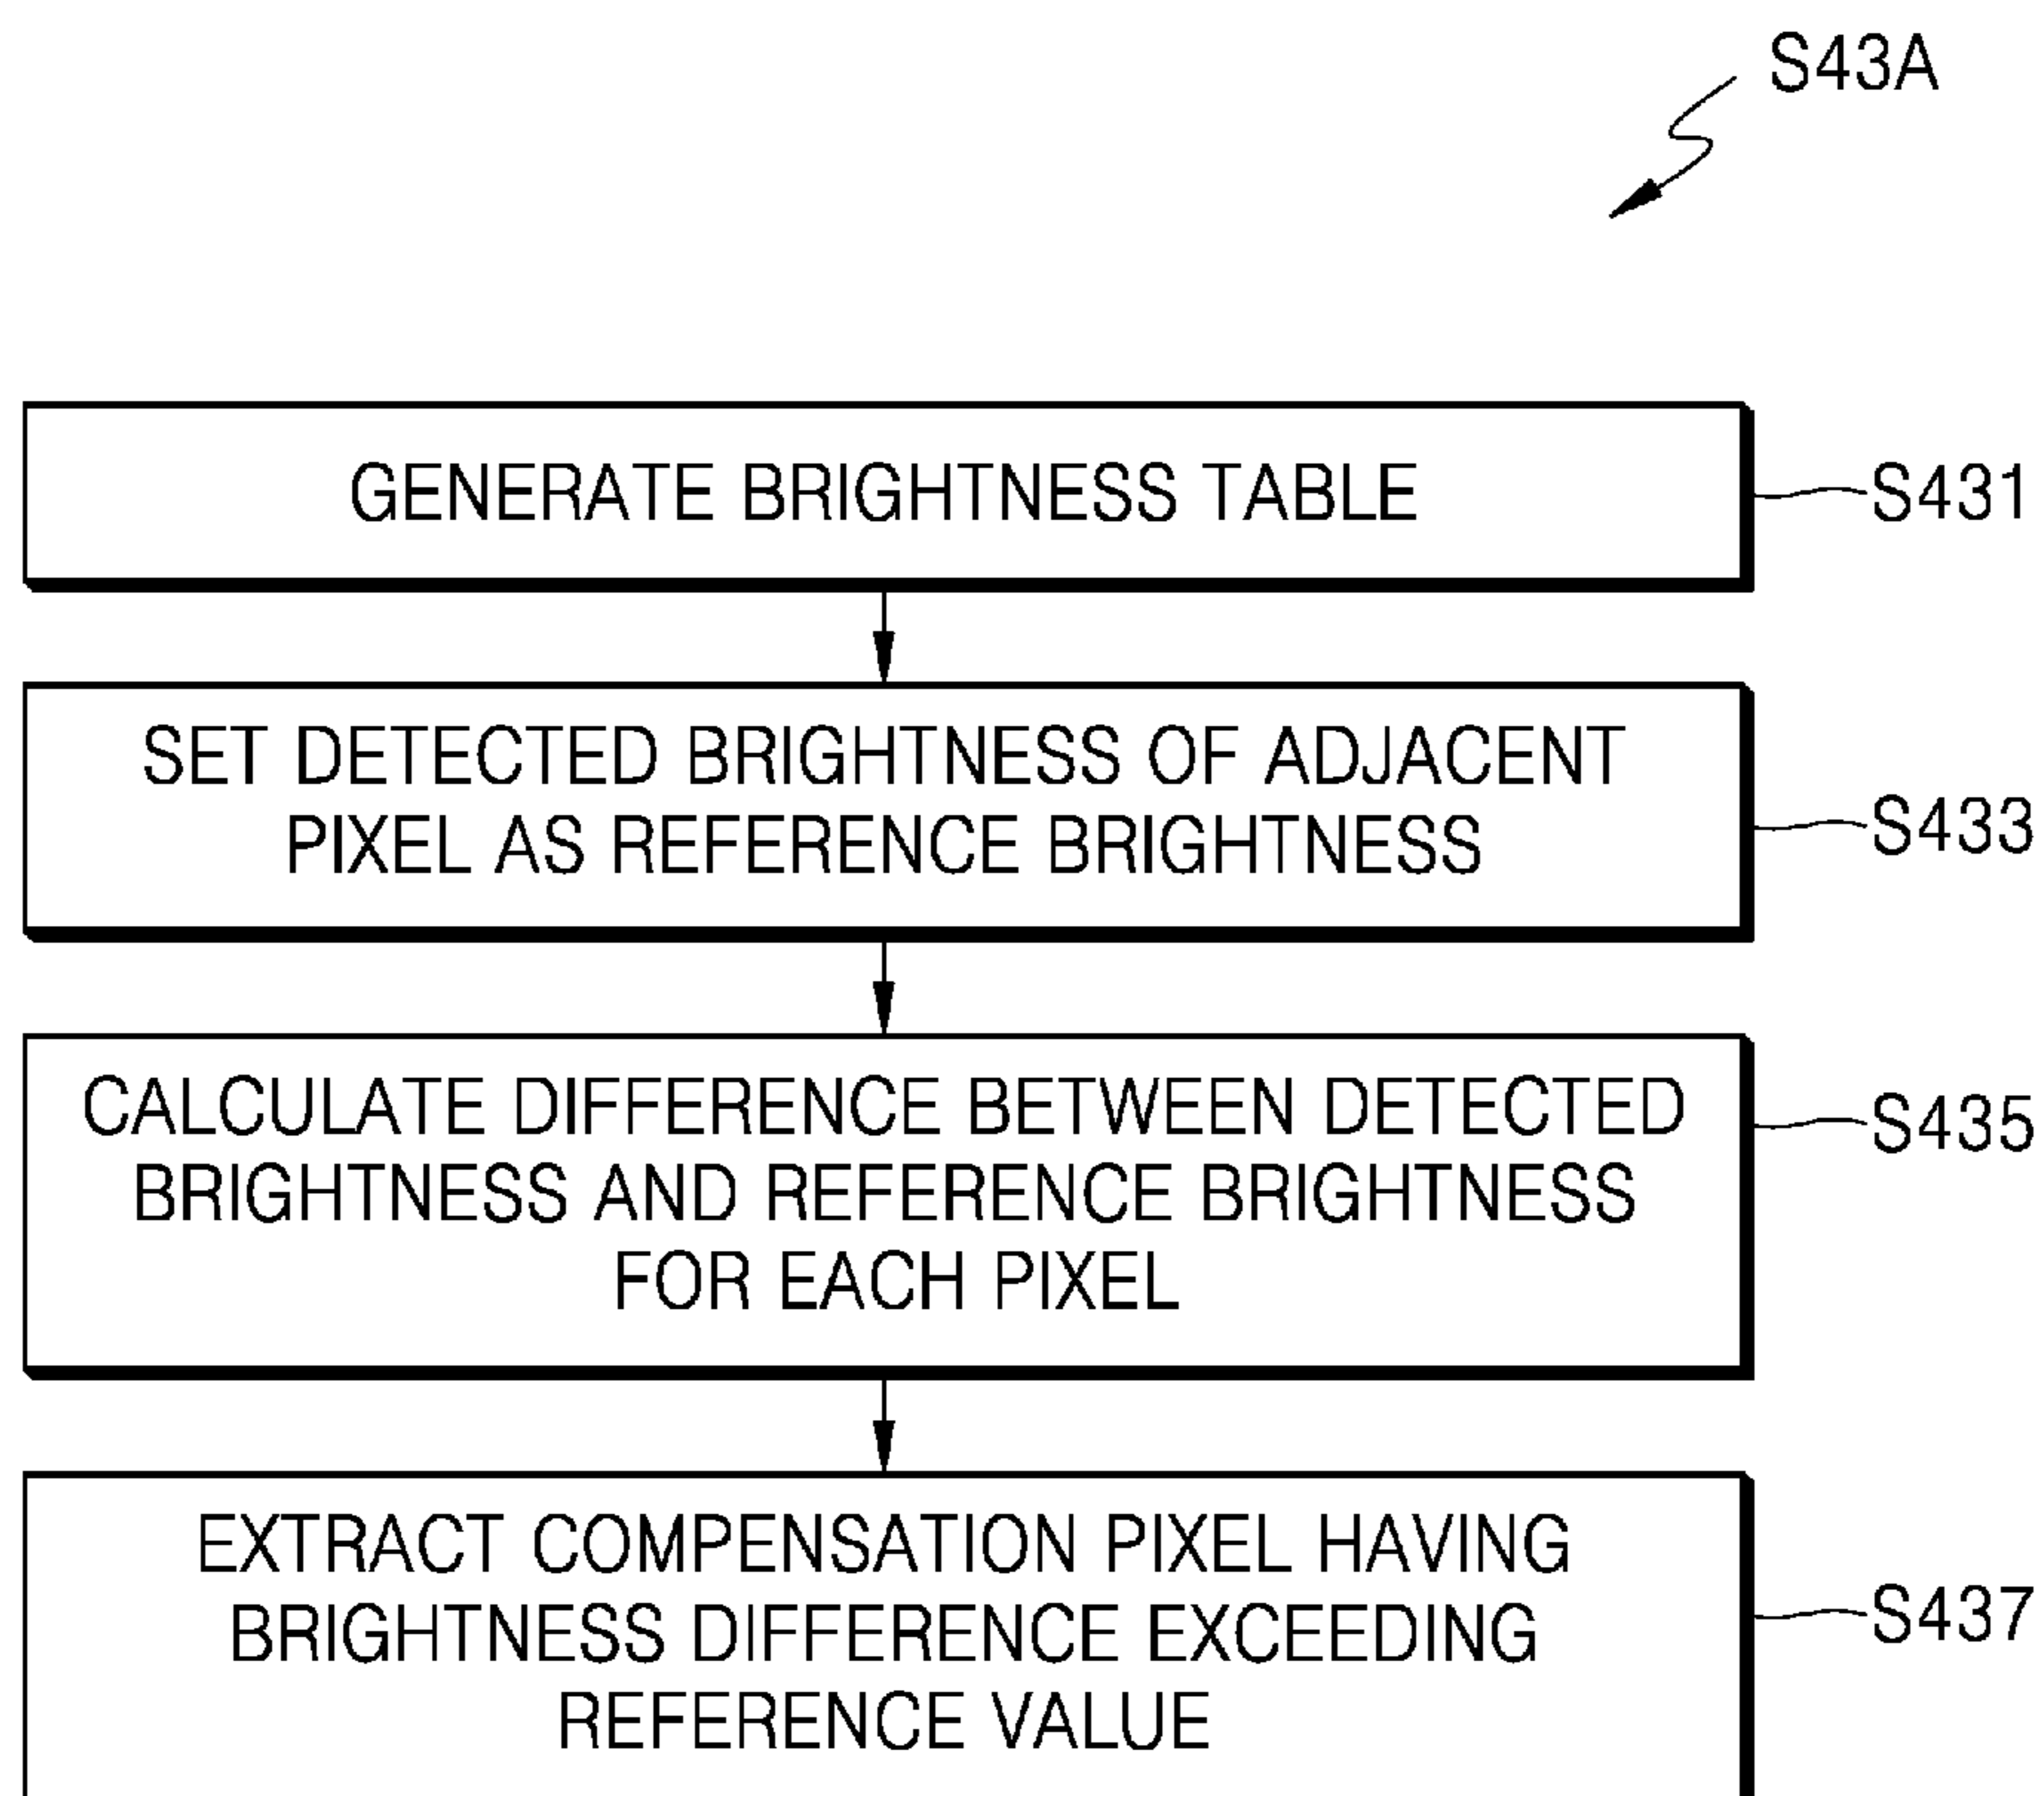 S43A
GENERATE BRIGHTNESS TABLE
S431
SET DETECTED BRIGHTNESS OF ADJACENT
PIXEL AS REFERENCE BRIGHTNESS
S433
CALCULATE DIFFERENCE BETWEEN DETECTED
BRIGHTNESS AND REFERENCE BRIGHTNESS
FOR EACH PIXEL
S435
EXTRACT COMPENSATION PIXEL HAVING
BRIGHTNESS DIFFERENCE EXCEEDING
REFERENCE VALUE
S437